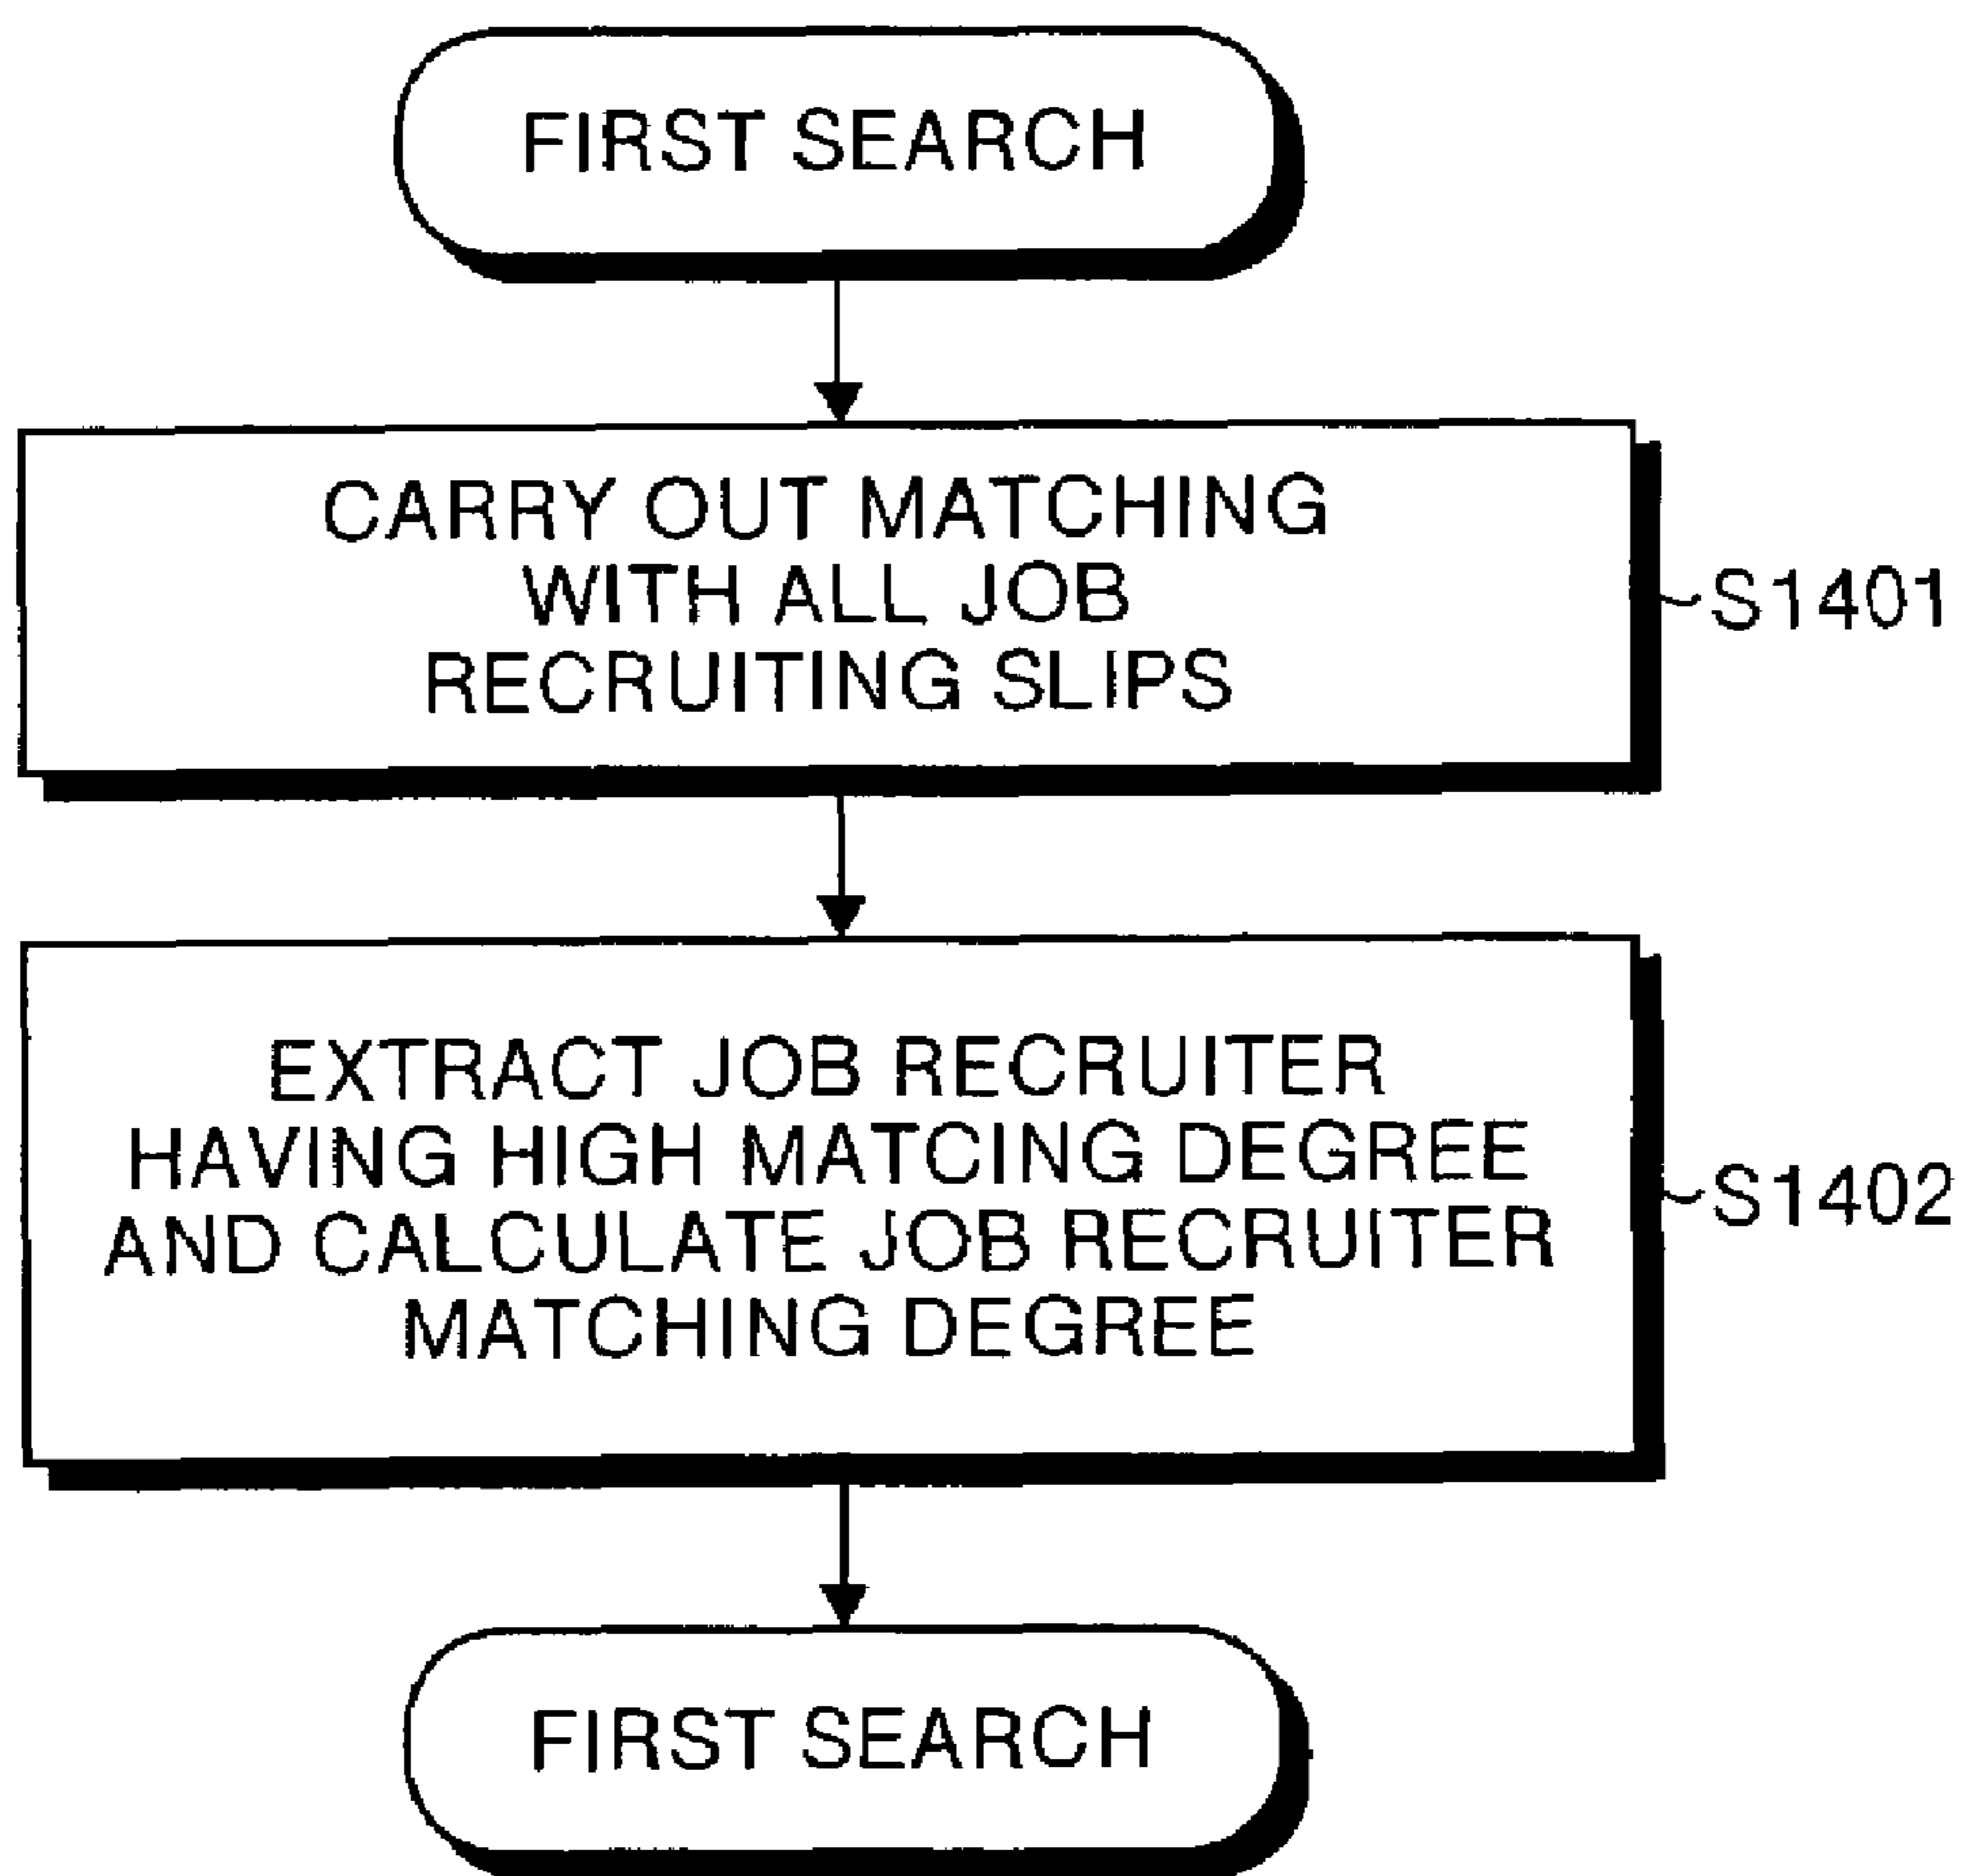 FIRST SEARCH
CARRY OUT MATCHING
WITH ALL JOB
RECRUITING SLIPS
S1401
EXTRACT JOB RECRUITER
HAVING HIGH MATCING DEGREE
AND CALCULATE JOB RECRUITER
MATCHING DEGREE
S1402
FIRST SEARCH